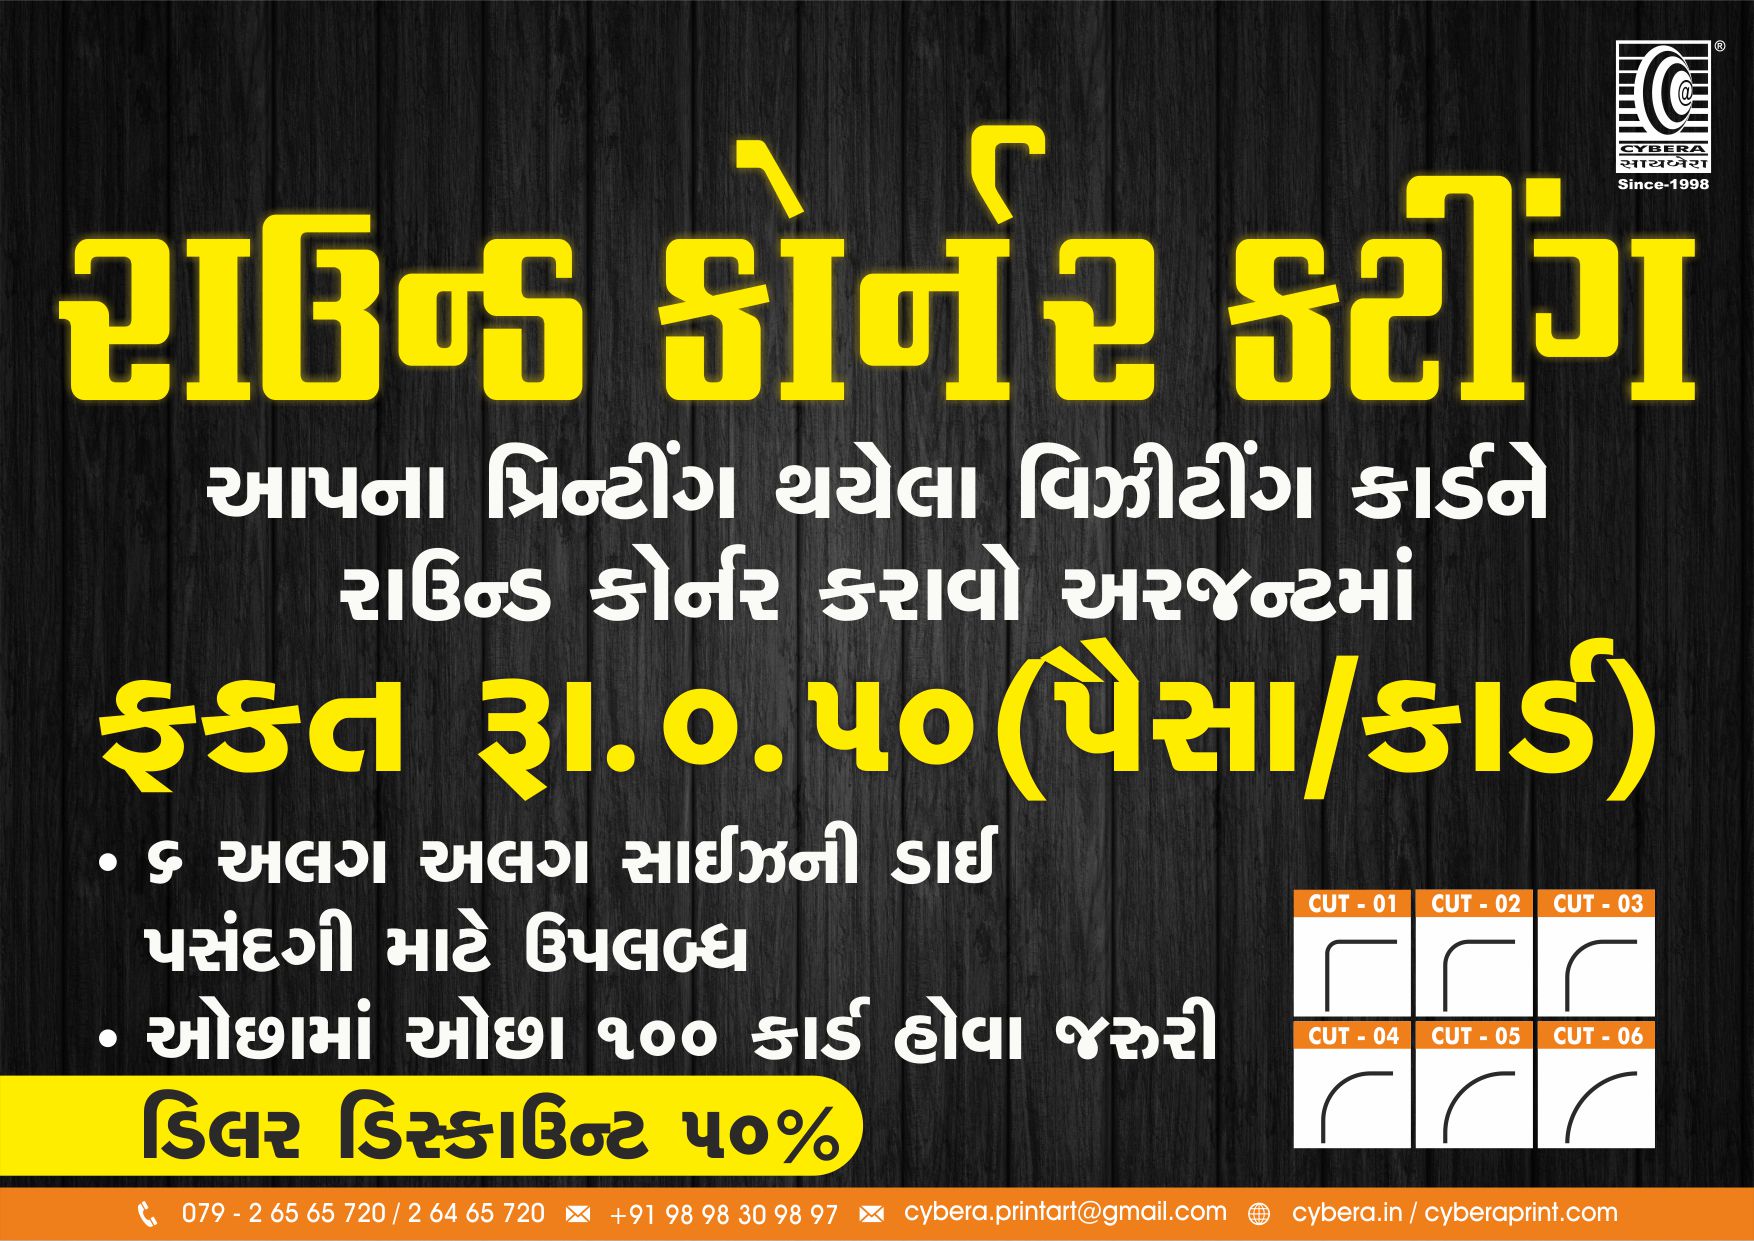 CYBERA
સાયબેરા
Since-1998
રાઉન્ડ કોર્નર કટીંગ
આપના પ્રિન્ટીંગ થયેલા વિઝીટીંગ કાર્ડને
રાઉન્ડ કોર્નર કરાવો અરજન્ટમાં
ફકત રૂા.૦.૫૦(પૈસા/કાર્ડ)
• ૬ અલગ અલગ સાઈઝની ડાઈ
પસંદગી માટે ઉપલબ્ધ
• ઓછામાં ઓછા ૧૦૦ કાર્ડ હોવા જરુરી
CUT - 01 CUT - 02 CUT - 03
CUT - 04 CUT - 05 CUT - 06
ડિલર ડિસ્કાઉન્ટ ૫૦%
079 - 2 65 65 720 / 2 64 65 720 +91 98 98 30 98 97 cybera.printart@gmail.com cybera.in / cyberaprint.com